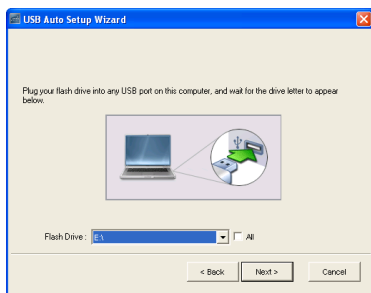 USB Auto Setup Wizard
Plug your flash drive into any USB port on this computer, and wait for the drive letter to appear
below.
Flash Drive : E:\ All
< Back Next > Cancel